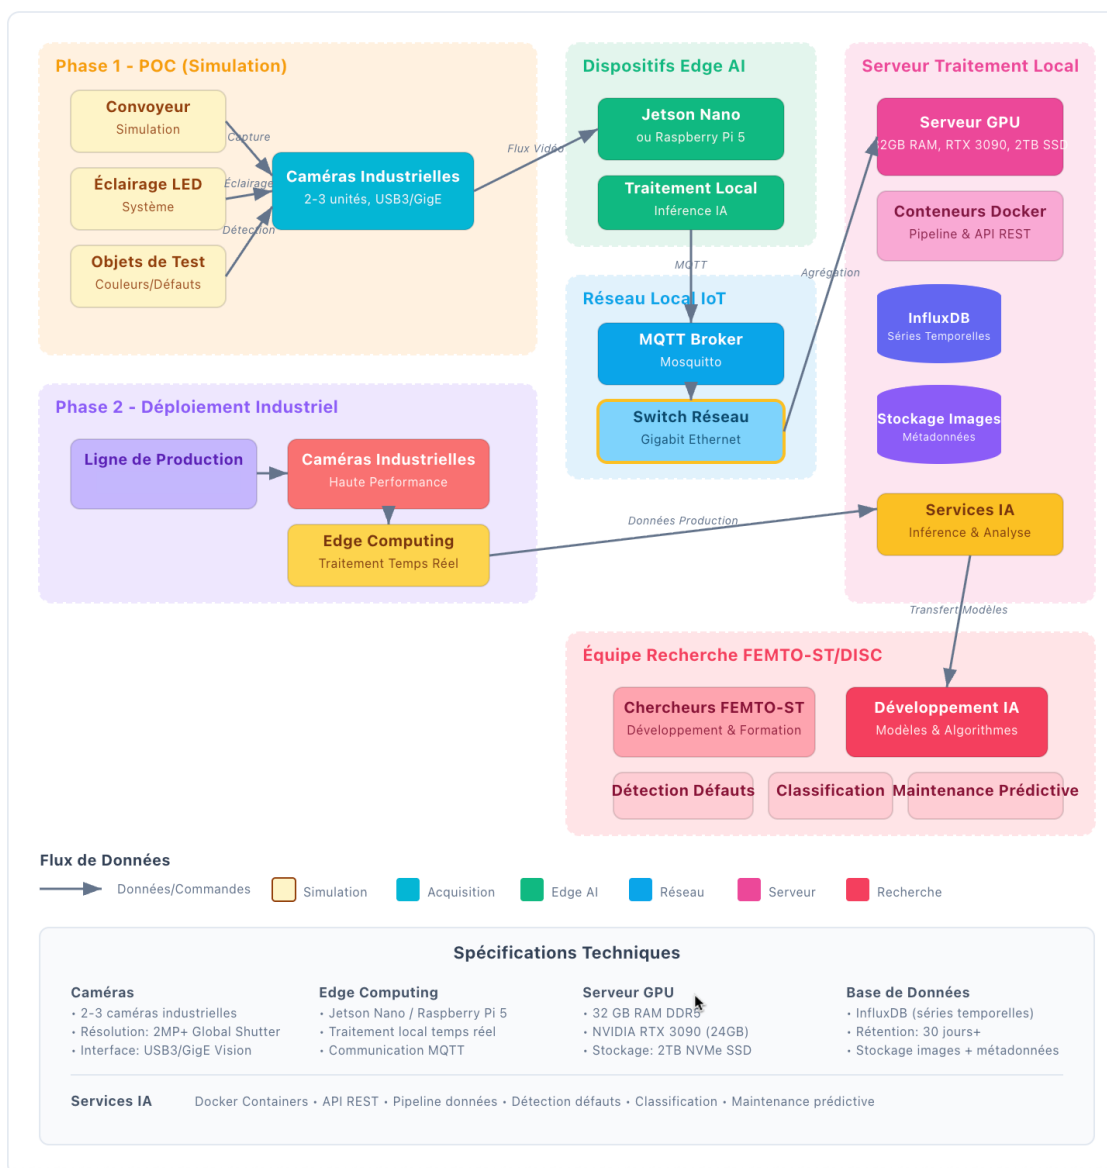 Phase 1 - POC (Simulation)
Convoyeur
Simulation
Capture
Éclairage LED
Système
Éclairage
Objets de Test
Couleurs/Défauts
Détection
Caméras Industrielles
2-3 unités, USB3/GigE
Flux Vidéo
Dispositifs Edge AI
Jetson Nano
ou Raspberry Pi 5
Traitement Local
Inférence IA
MQTT
Réseau Local IoT
MQTT Broker
Mosquitto
Switch Réseau
Gigabit Ethernet
Agrégation
Serveur Traitement Local
Serveur GPU
2GB RAM, RTX 3090, 2TB SSD
Conteneurs Docker
Pipeline & API REST
InfluxDB
Séries Temporelles
Stockage Images
Métadonnées
Services IA
Inférence & Analyse
Phase 2 - Déploiement Industriel
Ligne de Production
Caméras Industrielles
Haute Performance
Edge Computing
Traitement Temps Réel
Données Production
Transfert Modèles
Équipe Recherche FEMTO-ST/DISC
Chercheurs FEMTO-ST
Développement & Formation
Développement IA
Modèles & Algorithmes
Détection Défauts
Classification
Maintenance Prédictive
Flux de Données
Données/Commandes
Simulation
Acquisition
Edge AI
Réseau
Serveur
Recherche
Spécifications Techniques
Caméras
• 2-3 caméras industrielles
• Résolution: 2MP+ Global Shutter
• Interface: USB3/GigE Vision
Edge Computing
• Jetson Nano / Raspberry Pi 5
• Traitement local temps réel
• Communication MQTT
Serveur GPU
• 32 GB RAM DDR5
• NVIDIA RTX 3090 (24GB)
• Stockage: 2TB NVMe SSD
Base de Données
• InfluxDB (séries temporelles)
• Rétention: 30 jours+
• Stockage images + métadonnées
Services IA
Docker Containers • API REST • Pipeline données • Détection défauts • Classification • Maintenance prédictive